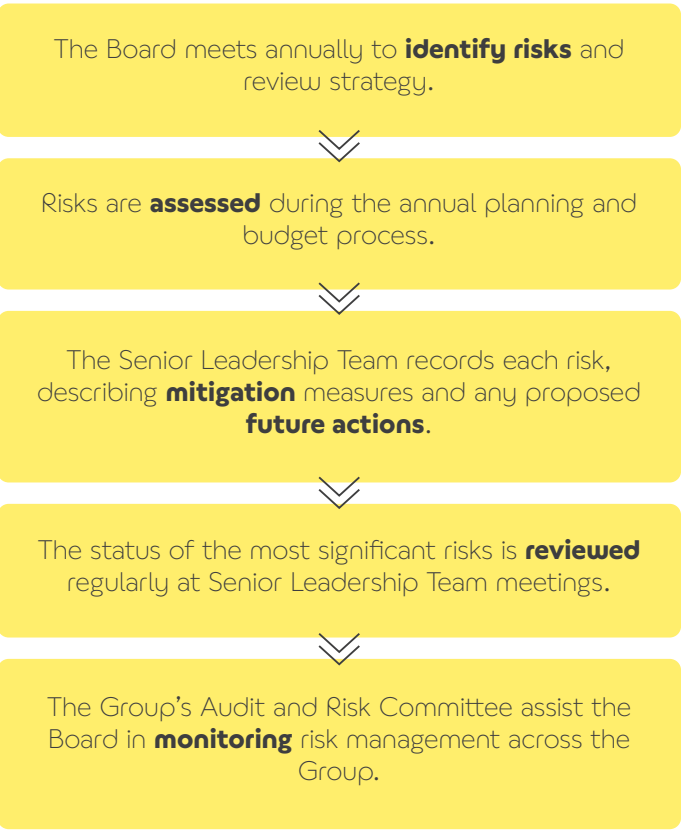 The Board meets annually to identify risks and
review strategy.
Risks are assessed during the annual planning and
budget process.
The Senior Leadership Team records each risk,
describing mitigation measures and any proposed
future actions.
The status of the most significant risks is reviewed
regularly at Senior Leadership Team meetings.
The Group’s Audit and Risk Committee assist the
Board in monitoring risk management across the
Group.